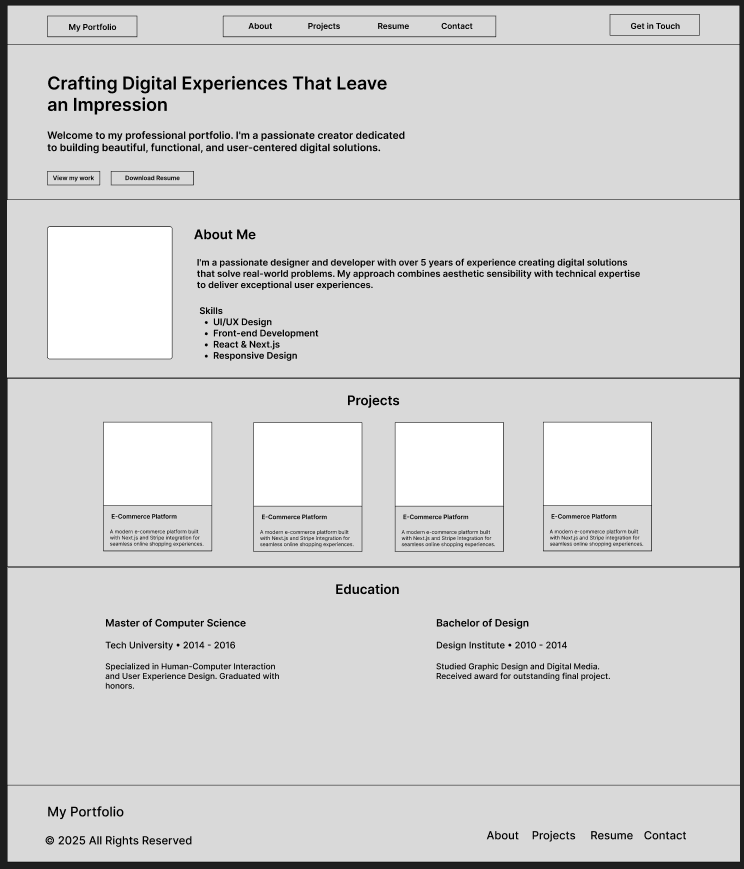 My Portfolio
About Projects Resume Contact
Get in Touch
Crafting Digital Experiences That Leave
an Impression
Welcome to my professional portfolio. I'm a passionate creator dedicated
to building beautiful, functional, and user-centered digital solutions.
View my work
Download Resume
About Me
I'm a passionate designer and developer with over 5 years of experience creating digital solutions
that solve real-world problems. My approach combines aesthetic sensibility with technical expertise
to deliver exceptional user experiences.
Skills
• UI/UX Design
• Front-end Development
• React & Next.js
• Responsive Design
Projects
E-Commerce Platform
A modern e-commerce platform built
with Next.js and Stripe integration for
seamless online shopping experiences.
E-Commerce Platform
A modern e-commerce platform built
with Next.js and Stripe integration for
seamless online shopping experiences.
E-Commerce Platform
A modern e-commerce platform built
with Next.js and Stripe integration for
seamless online shopping experiences.
E-Commerce Platform
A modern e-commerce platform built
with Next.js and Stripe integration for
seamless online shopping experiences.
Education
Master of Computer Science
Tech University • 2014 - 2016
Specialized in Human-Computer Interaction
and User Experience Design. Graduated with
honors.
Bachelor of Design
Design Institute • 2010 - 2014
Studied Graphic Design and Digital Media.
Received award for outstanding final project.
My Portfolio
© 2025 All Rights Reserved
About Projects Resume Contact